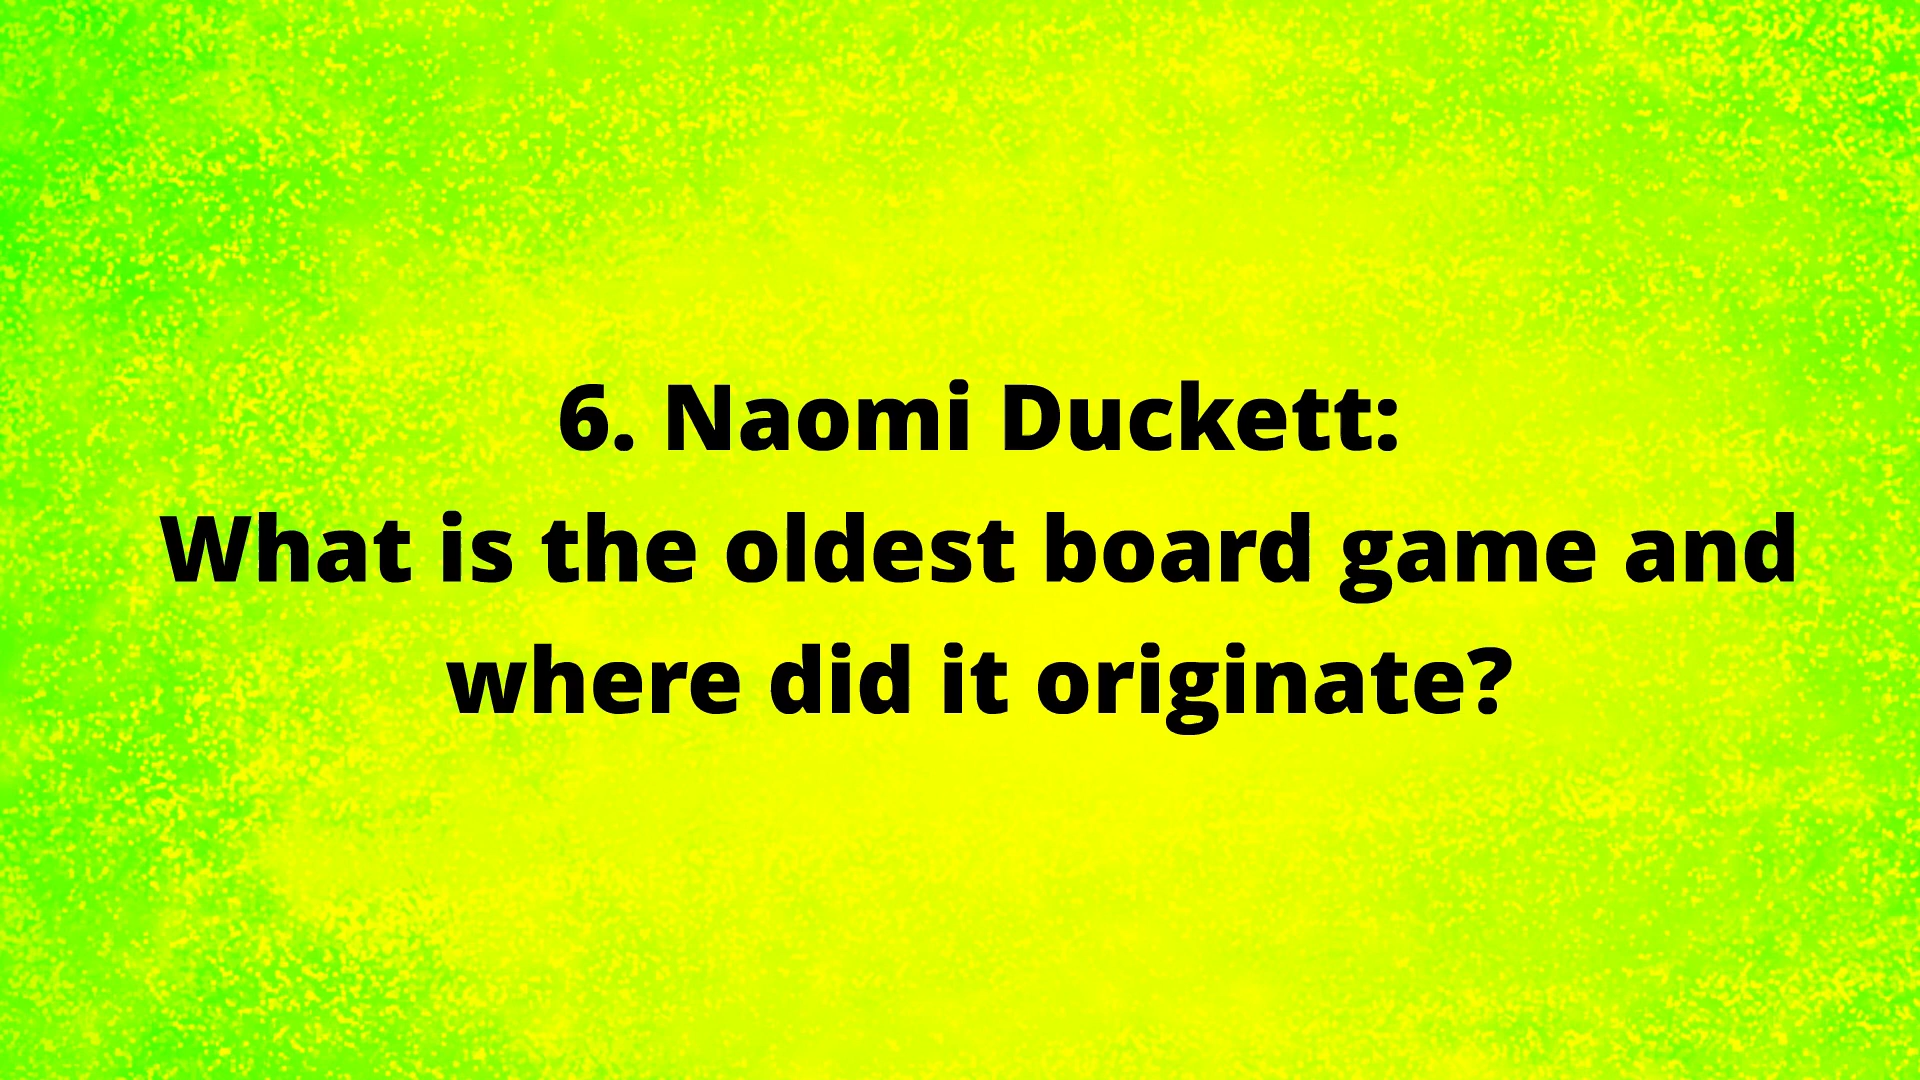 6. Naomi Duckett:
What is the oldest board game and
where did it originate?